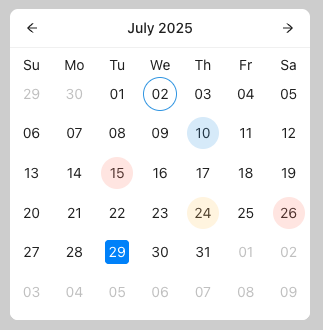 July 2025
Su Mo Tu We Th Fr Sa
29 30 01 02 03 04 05
06 07 08 09 10 11 12
13 14 15 16 17 18 19
20 21 22 23 24 25 26
27 28 29 30 31 01 02
03 04 05 06 07 08 09